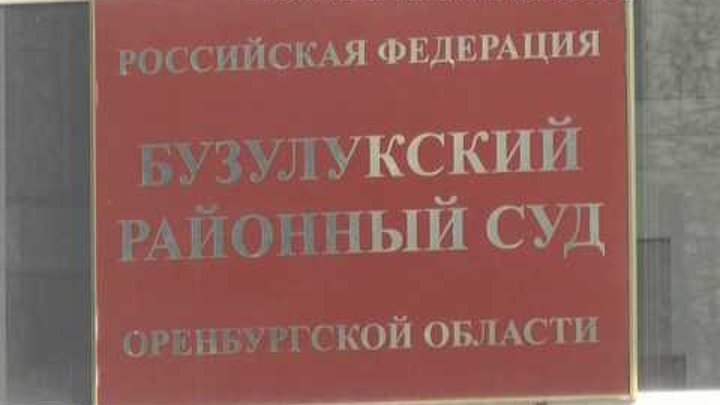 РОССИЙСКАЯ ФЕДЕРАЦИЯ
БУЗУЛУКСКИЙ
РАЙОННЫЙ СУД
ОРЕНБУРГСКОЙ ОБЛАСТИ